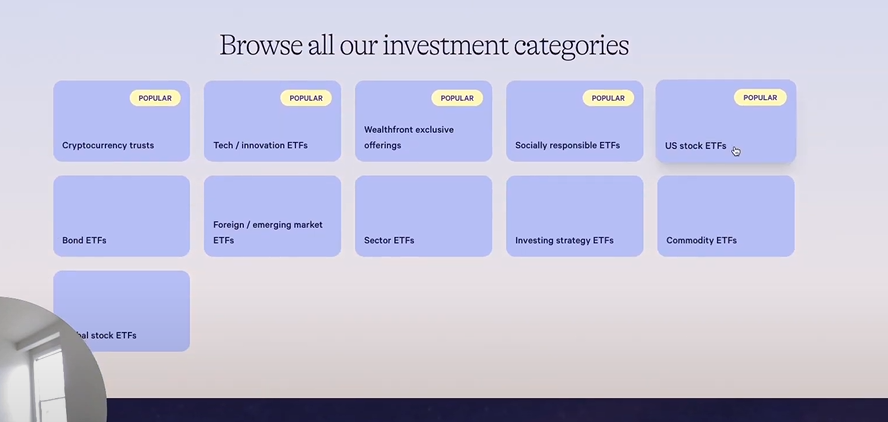 Browse all our investment categories
POPULAR
Cryptocurrency trusts
POPULAR
Tech / innovation ETFs
POPULAR
Wealthfront exclusive
offerings
POPULAR
Socially responsible ETFs
POPULAR
US stock ETFs
Bond ETFs
Foreign / emerging market
ETFs
Sector ETFs
Investing strategy ETFs
Commodity ETFs
stock ETFs